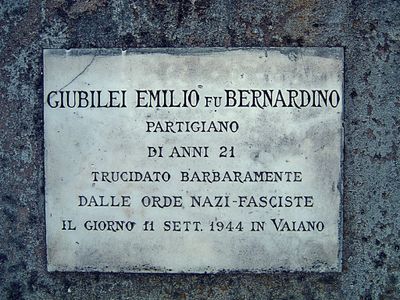 GIUBILEI EMILIO FU BERNARDINO
PARTIGIANO
DI ANNI 21
TRUCIDATO BARBARAMENTE
DALLE ORDE NAZI-FASCISTE
IL GIORNO 11 SETT. 1944 IN VAIANO